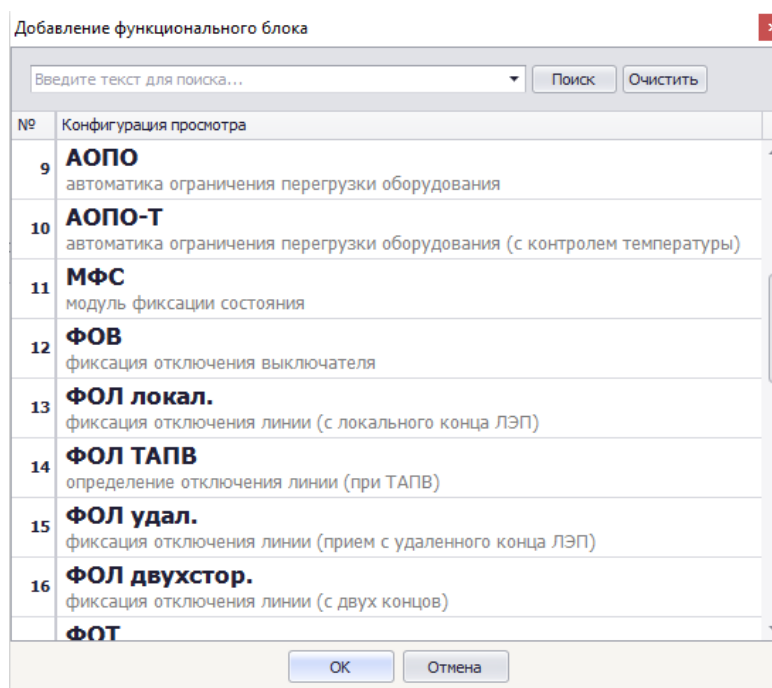 Добавление функционального блока
Введите текст для поиска... Поиск Очистить
№ Конфигурация просмотра
9 АОПО
автоматика ограничения перегрузки оборудования
10 АОПО-Т
автоматика ограничения перегрузки оборудования (с контролем температуры)
11 МФС
модуль фиксации состояния
12 ФОВ
фиксация отключения выключателя
13 ФОЛ локал.
фиксация отключения линии (с локального конца ЛЭП)
14 ФОЛ ТАПВ
определение отключения линии (при ТАПВ)
15 ФОЛ удал.
фиксация отключения линии (прием с удаленного конца ЛЭП)
16 ФОЛ двухстор.
фиксация отключения линии (с двух концов)
ФОТ
ОК Отмена